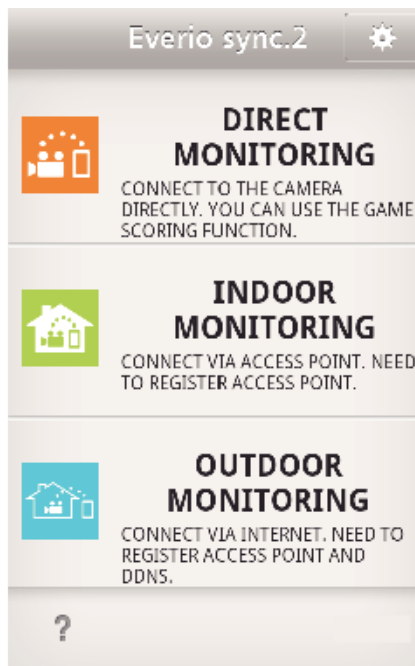 Everio sync.2
DIRECT
MONITORING
CONNECT TO THE CAMERA
DIRECTLY. YOU CAN USE THE GAME
SCORING FUNCTION.
INDOOR
MONITORING
CONNECT VIA ACCESS POINT. NEED
TO REGISTER ACCESS POINT.
OUTDOOR
MONITORING
CONNECT VIA INTERNET. NEED TO
REGISTER ACCESS POINT AND
DDNS.
?